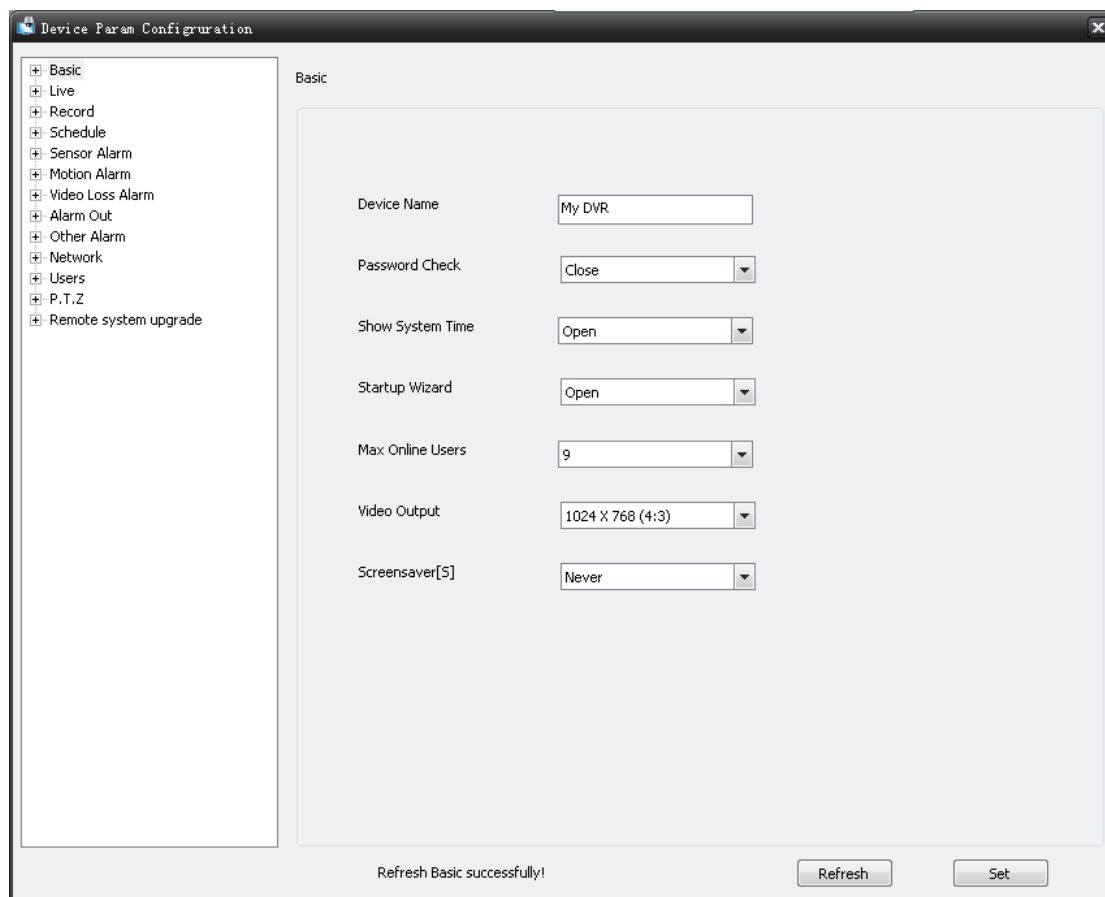 Device Param Configruration
Basic
Live
Record
Schedule
Sensor Alarm
Motion Alarm
Video Loss Alarm
Alarm Out
Other Alarm
Network
Users
P.T.Z
Remote system upgrade
Basic
Device Name My DVR
Password Check Close
Show System Time Open
Startup Wizard Open
Max Online Users 9
Video Output 1024 X 768 (4:3)
Screensaver[S] Never
Refresh Basic successfully! Refresh Set